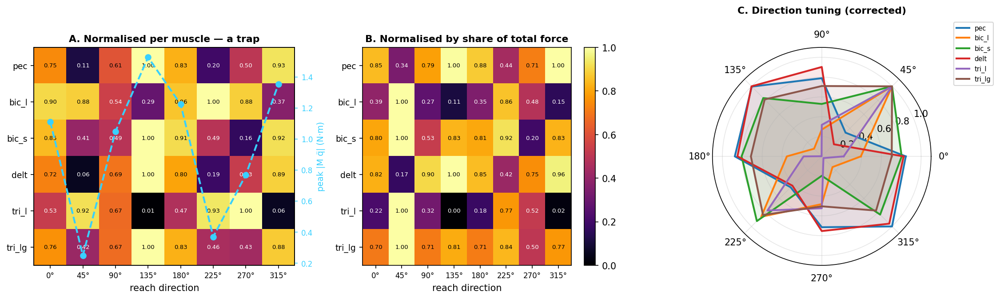 C. Direction tuning (corrected)
A. Normalised per muscle — a trap
B. Normalised by share of total force
pec 0.75 0.11 0.61 1.00 0.83 0.20 0.50 0.93
bic_l 0.90 0.88 0.54 0.29 0.86 1.00 0.88 0.37
bic_s 0.85 0.41 0.49 1.00 0.91 0.49 0.16 0.92
delt 0.72 0.06 0.69 1.00 0.80 0.19 0.89
tri_l 0.53 0.92 0.67 0.01 0.47 0.93 1.00 0.06
tri_lg 0.76 0.42 0.67 1.00 0.83 0.46 0.43 0.88
0° 45° 90° 135° 180° 225° 270° 315°
reach direction
1.4
1.2
1.0
0.8
0.6
0.4
0.2
peak |M q̈| (N·m)
pec 0.85 0.34 0.79 1.00 0.88 0.44 0.71 1.00
bic_l 0.39 1.00 0.27 0.11 0.35 0.86 0.48 0.15
bic_s 0.80 1.00 0.53 0.83 0.81 0.92 0.20 0.83
delt 0.82 0.17 0.90 1.00 0.85 0.42 0.75 0.96
tri_l 0.22 1.00 0.32 0.00 0.18 0.77 0.52 0.02
tri_lg 0.70 1.00 0.71 0.81 0.71 0.84 0.50 0.77
0° 45° 90° 135° 180° 225° 270° 315°
reach direction
1.0
0.8
0.6
0.4
0.2
0.0
90°
135°
45°
180°
0°
225°
315°
270°
1.0
0.8
0.6
0.4
0.2
pec
bic_l
bic_s
delt
tri_l
tri_lg